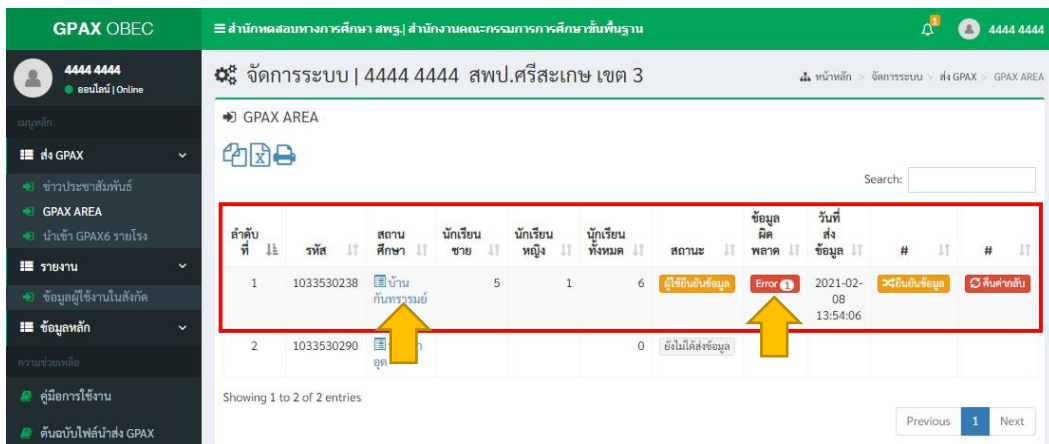 GPAX OBEC
สำนักทดสอบทางการศึกษา สพฐ.| สำนักงานคณะกรรมการการศึกษาขั้นพื้นฐาน
1
4444 4444
4444 4444
ออนไลน์ | Online
เมนูหลัก
ส่ง GPAX
ข่าวประชาสัมพันธ์
GPAX AREA
นำเข้า GPAX6 รายโรง
รายงาน
ข้อมูลผู้ใช้งานในสังกัด
ข้อมูลหลัก
ความช่วยเหลือ
คู่มือการใช้งาน
ต้นฉบับไฟล์นำส่ง GPAX
จัดการระบบ | 4444 4444 สพป.ศรีสะเกษ เขต 3
หน้าหลัก > จัดการระบบ > ส่ง GPAX > GPAX AREA
GPAX AREA
Search:
ลำดับที่ รหัส สถานศึกษา นักเรียนชาย นักเรียนหญิง นักเรียนทั้งหมด สถานะ ข้อมูลผิดพลาด วันที่ส่งข้อมูล # #
1 1033530238 บ้านกันทรารมย์ 5 1 6 ผู้ใช้ยืนยันข้อมูล Error 1 2021-02-08 13:54:06 ยืนยันข้อมูล คืนค่ากลับ
2 1033530290 0 ยังไม่ได้ส่งข้อมูล
Showing 1 to 2 of 2 entries
Previous 1 Next